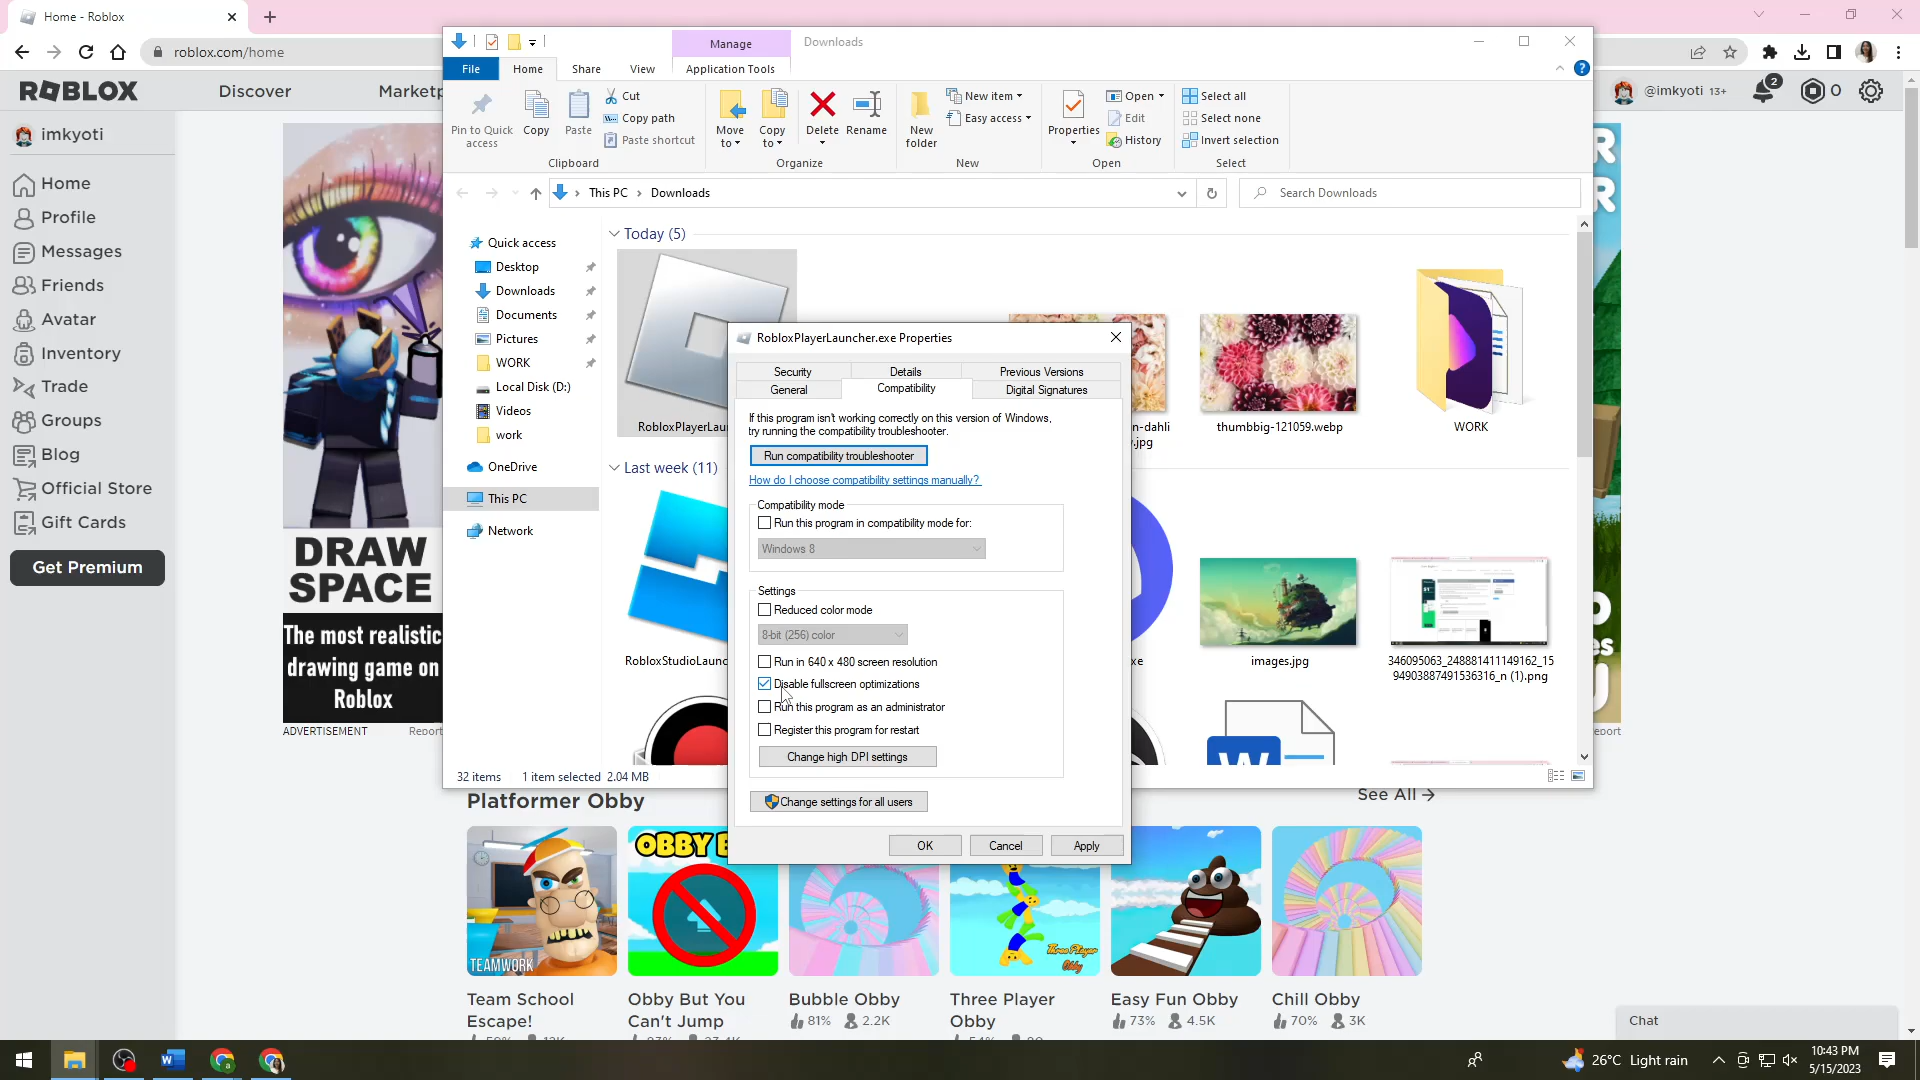 Home - Roblox
roblox.com/home
Manage
Downloads
File
Home
Share
View
Application Tools
Pin to Quick access
Copy
Paste
Cut
Copy path
Paste shortcut
Clipboard
Move to
Copy to
Delete
Rename
Organize
New folder
New item
Easy access
New
Properties
Open
Edit
History
Open
Select all
Select none
Invert selection
Select
This PC
Downloads
Search Downloads
ROBLOX
Discover
Marketp
@imkyoti 13+
2
0
imkyoti
Home
Profile
Messages
Friends
Avatar
Inventory
Trade
Groups
Blog
Official Store
Gift Cards
Get Premium
DRAW
SPACE
The most realistic
drawing game on
Roblox
ADVERTISEMENT
Report
Quick access
Desktop
Downloads
Documents
Pictures
WORK
Local Disk (D:)
Videos
work
OneDrive
This PC
Network
Today (5)
RobloxPlayerLau
n-dahli
.jpg
thumbbig-121059.webp
WORK
Last week (11)
RobloxStudioLaunc
xe
images.jpg
346095063_248881411149162_15
94903887491536316_n (1).png
W
32 items
1 item selected 2.04 MB
RobloxPlayerLauncher.exe Properties
Security
Details
Previous Versions
General
Compatibility
Digital Signatures
If this program isn't working correctly on this version of Windows,
try running the compatibility troubleshooter.
Run compatibility troubleshooter
How do I choose compatibility settings manually?
Compatibility mode
Run this program in compatibility mode for:
Windows 8
Settings
Reduced color mode
8-bit (256) color
Run in 640 x 480 screen resolution
Disable fullscreen optimizations
Run this program as an administrator
Register this program for restart
Change high DPI settings
Change settings for all users
OK
Cancel
Apply
R
R
eport
Platformer Obby
See All
OBBY B
TEAMWORK
Three Player
Obby
Team School
Escape!
Obby But You
Can't Jump
Bubble Obby
81% 2.2K
Three Player
Obby
Easy Fun Obby
73% 4.5K
Chill Obby
70% 3K
Chat
26°C Light rain
10:43 PM
5/15/2023